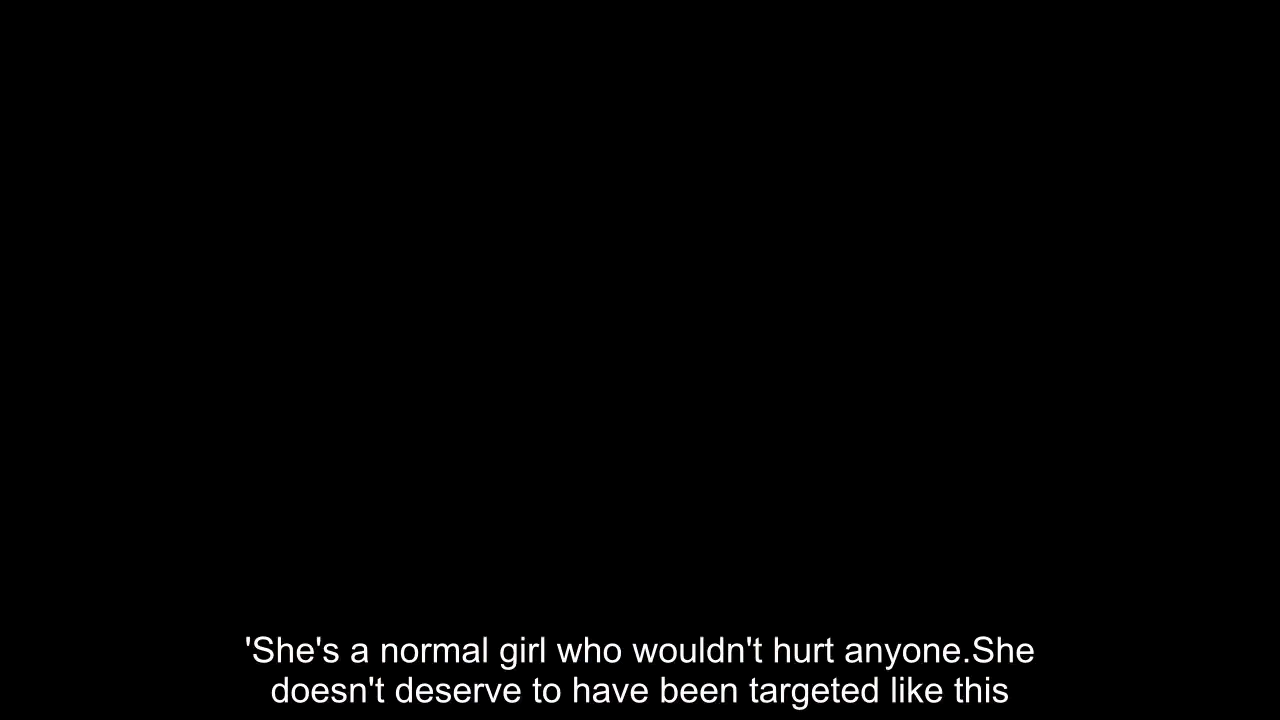 'She's a normal girl who wouldn't hurt anyone.She
doesn't deserve to have been targeted like this